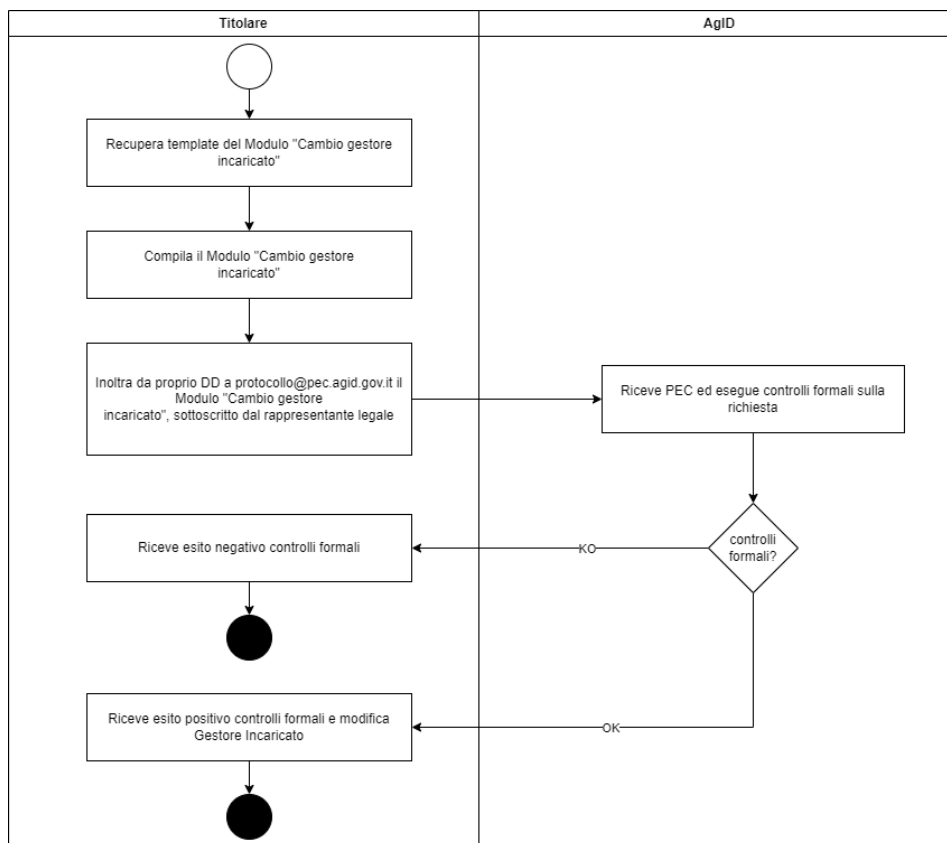 Titolare
AgID
Recupera template del Modulo "Cambio gestore
incaricato"
Compila il Modulo "Cambio gestore
incaricato"
Inoltra da proprio DD a protocollo@pec.agid.gov.it il
Modulo "Cambio gestore
incaricato", sottoscritto dal rappresentante legale
Riceve PEC ed esegue controlli formali sulla
richiesta
controlli
formali?
KO
Riceve esito negativo controlli formali
OK
Riceve esito positivo controlli formali e modifica
Gestore Incaricato